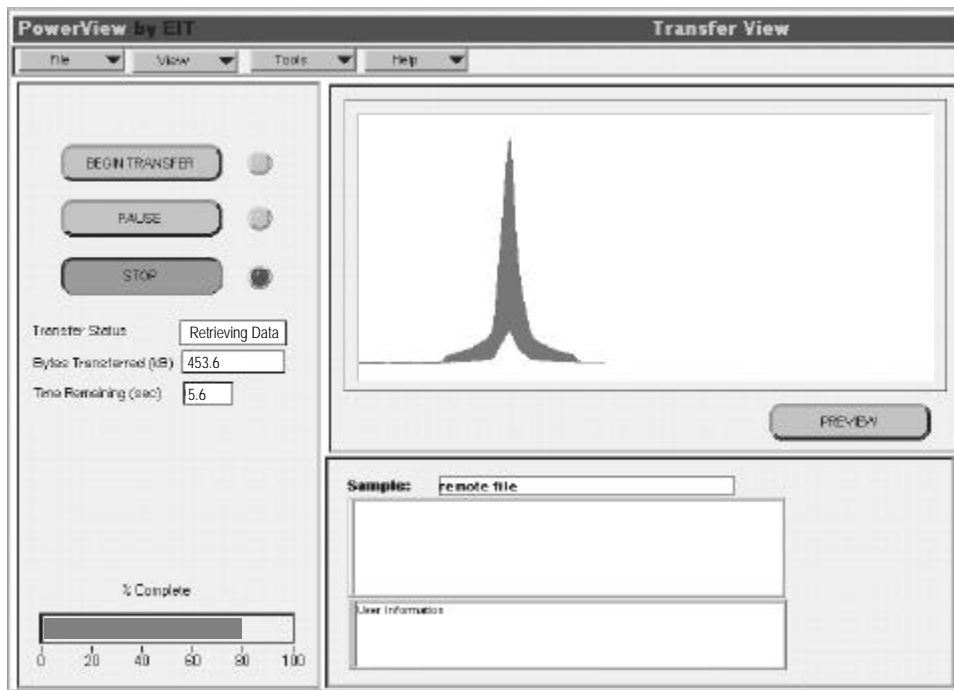 PowerView by EIT
Transfer View
File
View
Tools
Help
BEGIN TRANSFER
PAUSE
STOP
Transfer Status
Retrieving Data
Bytes Transferred (kB)
453.6
Time Remaining (sec)
5.6
% Complete
0 20 40 60 80 100
PREVIEW
Sample: remote file
User Information